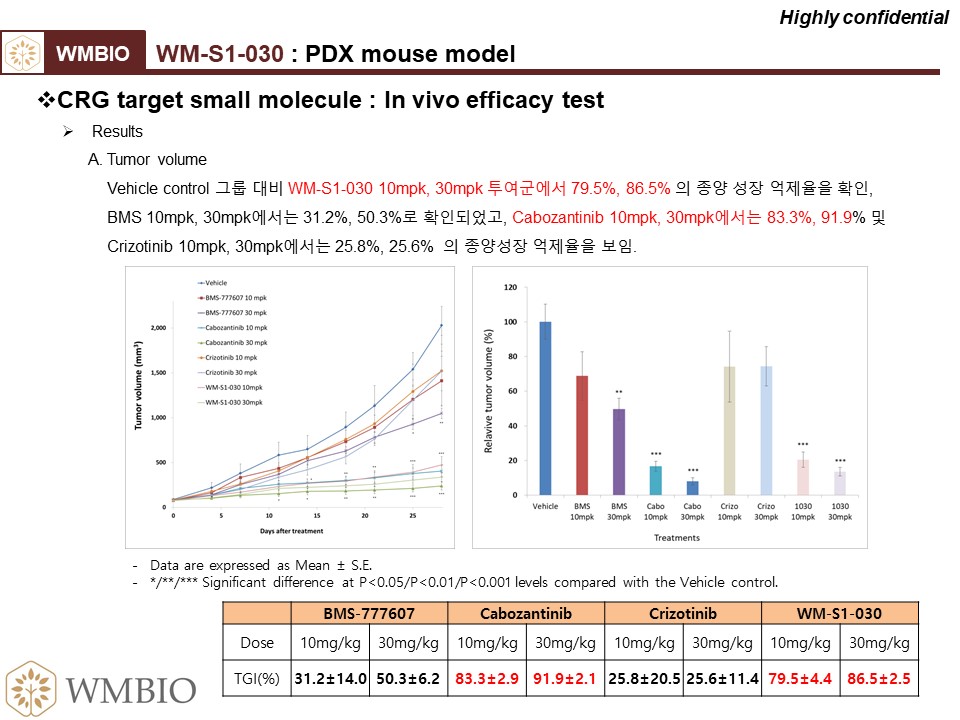 Highly confidential
WMBIO WM-S1-030 : PDX mouse model
❖CRG target small molecule : In vivo efficacy test
➢ Results
A. Tumor volume
Vehicle control 그룹 대비 WM-S1-030 10mpk, 30mpk 투여군에서 79.5%, 86.5% 의 종양 성장 억제율을 확인,
BMS 10mpk, 30mpk에서는 31.2%, 50.3%로 확인되었고, Cabozantinib 10mpk, 30mpk에서는 83.3%, 91.9% 및
Crizotinib 10mpk, 30mpk에서는 25.8%, 25.6% 의 종양성장 억제율을 보임.
Tumor volume (mm³)
2,000
1,500
1,000
500
0
0 5 10 15 20 25
Days after treatment
Vehicle
BMS-777607 10 mpk
BMS-777607 30 mpk
Cabozantinib 10 mpk
Cabozantinib 30 mpk
Crizotinib 10 mpk
Crizotinib 30 mpk
WM-S1-030 10mpk
WM-S1-030 30mpk
Relavive tumor volume (%)
120
100
80
60
40
20
0
** *** *** *** ***
Vehicle BMS 10mpk BMS 30mpk Cabo 10mpk Cabo 30mpk Crizo 10mpk Crizo 30mpk 1030 10mpk 1030 30mpk
Treatments
- Data are expressed as Mean ± S.E.
- */**/*** Significant difference at P<0.05/P<0.01/P<0.001 levels compared with the Vehicle control.
BMS-777607 Cabozantinib Crizotinib WM-S1-030
Dose 10mg/kg 30mg/kg 10mg/kg 30mg/kg 10mg/kg 30mg/kg 10mg/kg 30mg/kg
TGI(%) 31.2±14.0 50.3±6.2 83.3±2.9 91.9±2.1 25.8±20.5 25.6±11.4 79.5±4.4 86.5±2.5
WMBIO